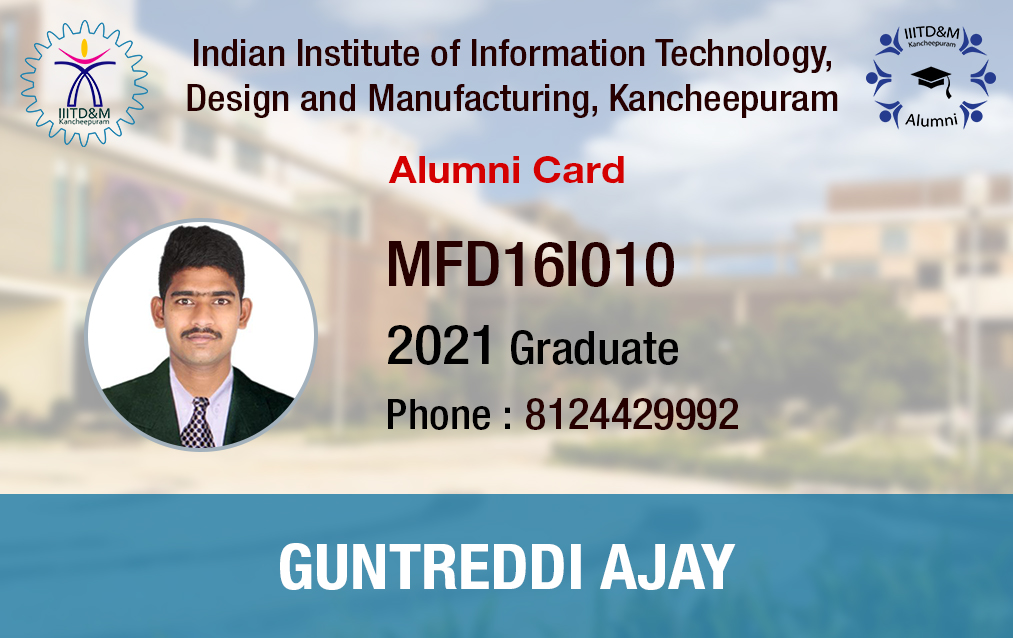 Indian Institute of Information Technology,
Design and Manufacturing, Kancheepuram
IIITD&M
Kancheepuram
IIITD&M
Kancheepuram
Alumni
Alumni Card
MFD16I010
2021 Graduate
Phone : 8124429992
GUNTREDDI AJAY